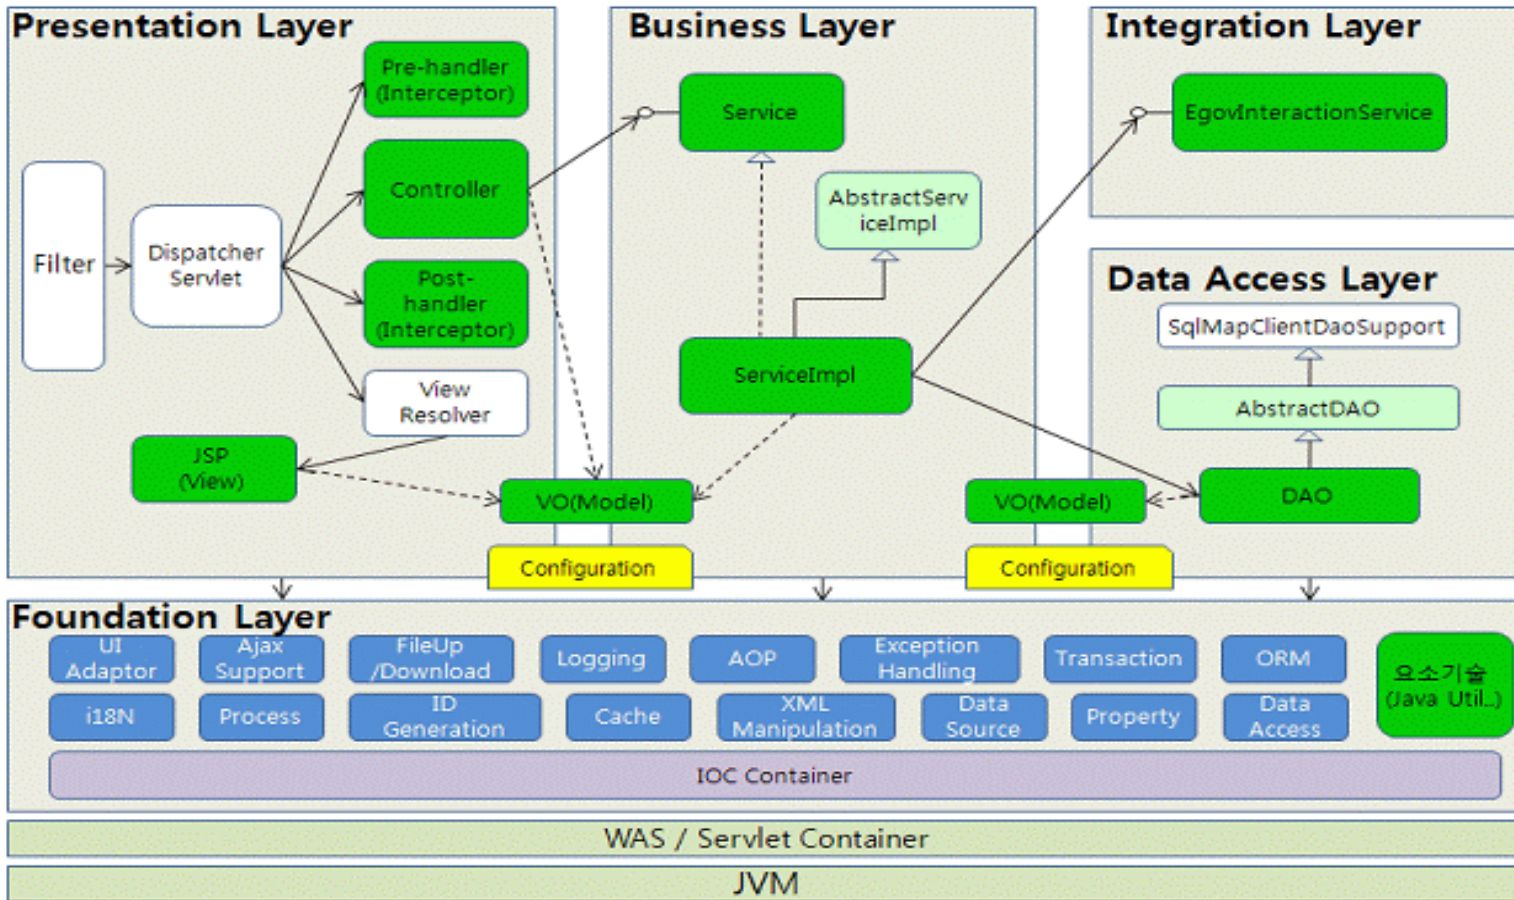 Presentation Layer
Pre-handler
(Interceptor)
Controller
Filter
Dispatcher
Servlet
Post-
handler
(Interceptor)
View
Resolver
JSP
(View)
VO(Model)
Configuration
Business Layer
Service
AbstractServ
iceImpl
ServiceImpl
VO(Model)
Configuration
Integration Layer
EgovInteractionService
Data Access Layer
SqlMapClientDaoSupport
AbstractDAO
DAO
Foundation Layer
UI
Adaptor
Ajax
Support
FileUp
/Download
Logging
AOP
Exception
Handling
Transaction
ORM
i18N
Process
ID
Generation
Cache
XML
Manipulation
Data
Source
Property
Data
Access
요소기술
(Java Util..)
IOC Container
WAS / Servlet Container
JVM